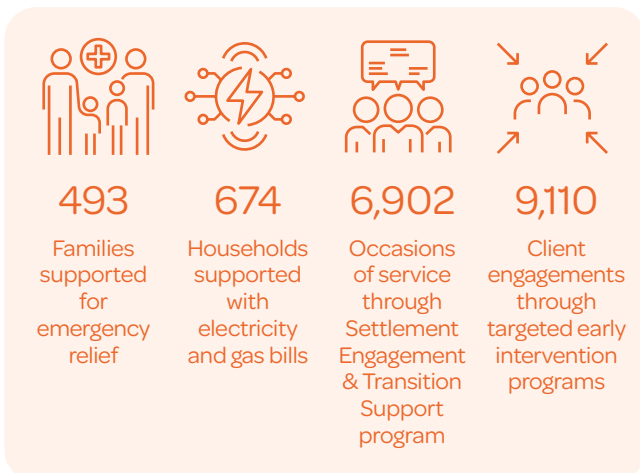 493
Families
supported
for
emergency
relief
674
Households
supported
with
electricity
and gas bills
6,902
Occasions
of service
through
Settlement
Engagement
& Transition
Support
program
9,110
Client
engagements
through
targeted early
intervention
programs